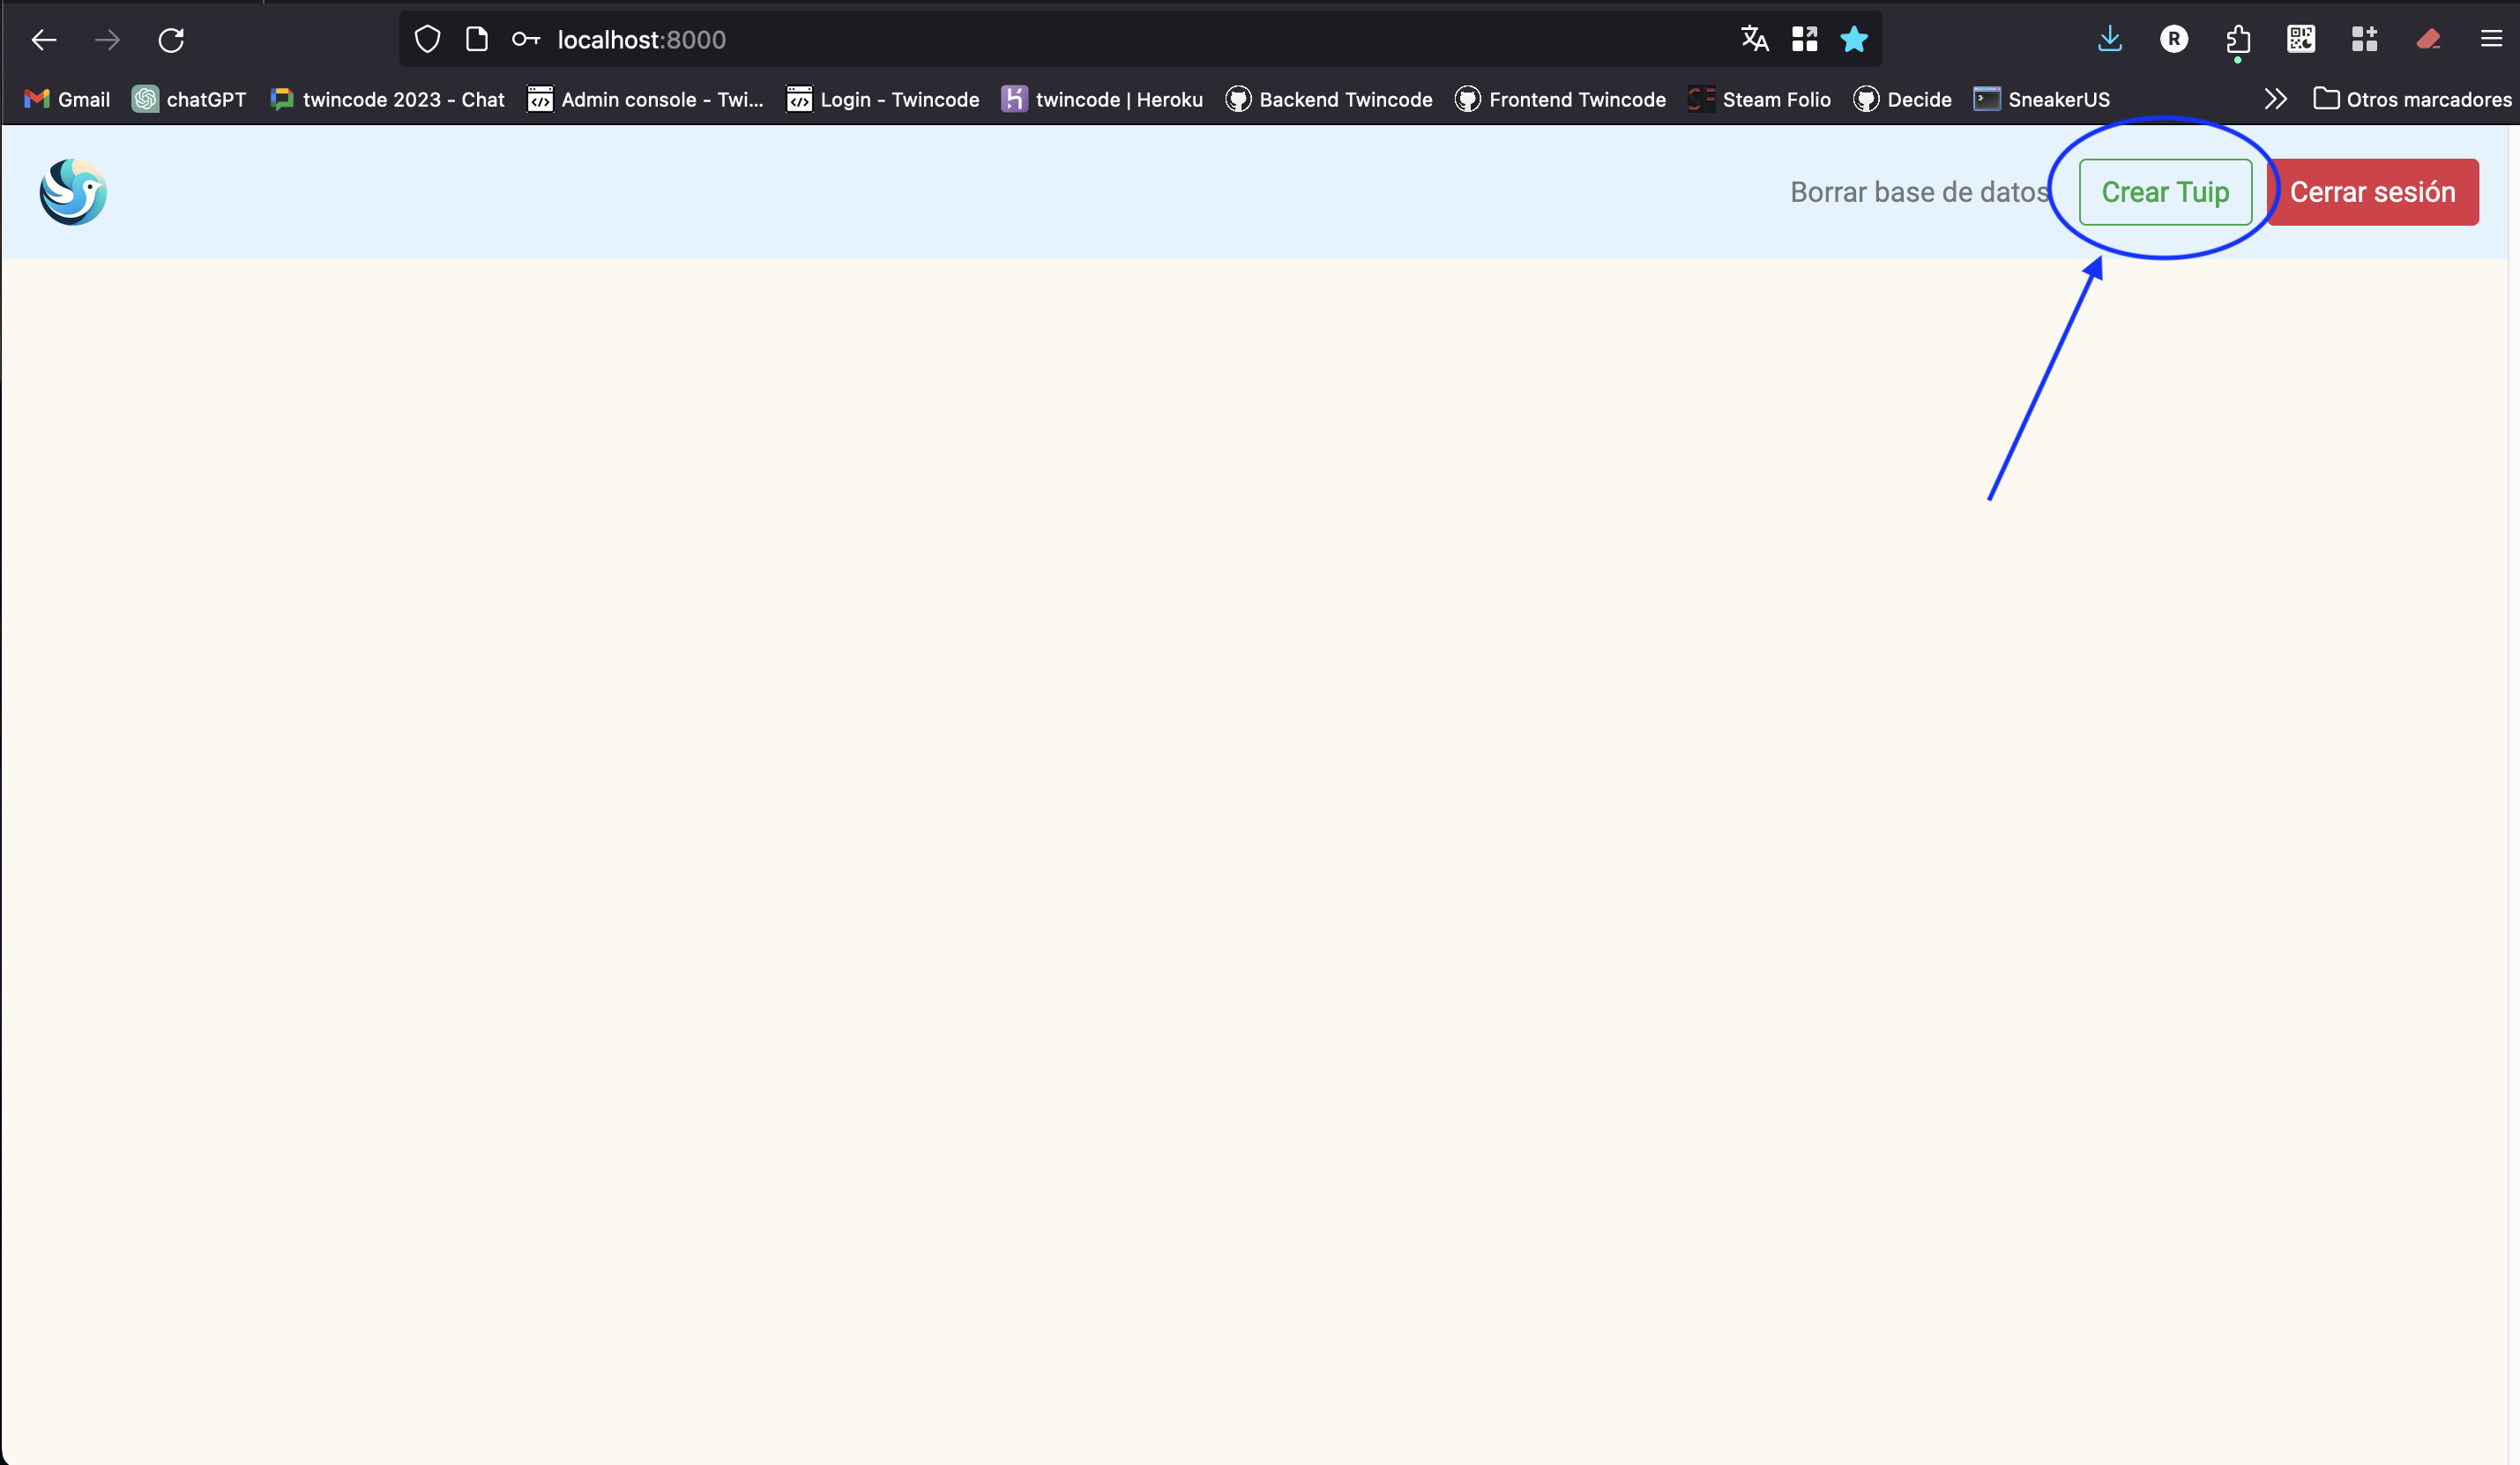 localhost:8000
Gmail chatGPT twincode 2023 - Chat Admin console - Twi... Login - Twincode twincode | Heroku Backend Twincode Frontend Twincode Steam Folio Decide SneakerUS Otros marcadores
Borrar base de datos Crear Tuip Cerrar sesión